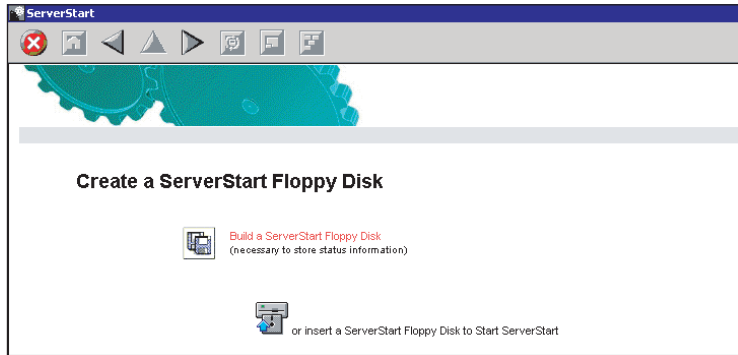 ServerStart
Create a ServerStart Floppy Disk
Build a ServerStart Floppy Disk
(necessary to store status information)
or insert a ServerStart Floppy Disk to Start ServerStart